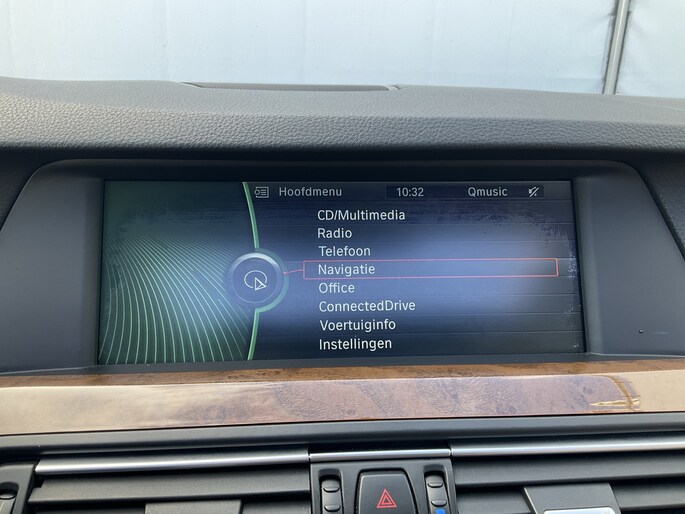 Hoofdmenu 10:32 Qmusic
CD/Multimedia
Radio
Telefoon
Navigatie
Office
ConnectedDrive
Voertuiginfo
Instellingen